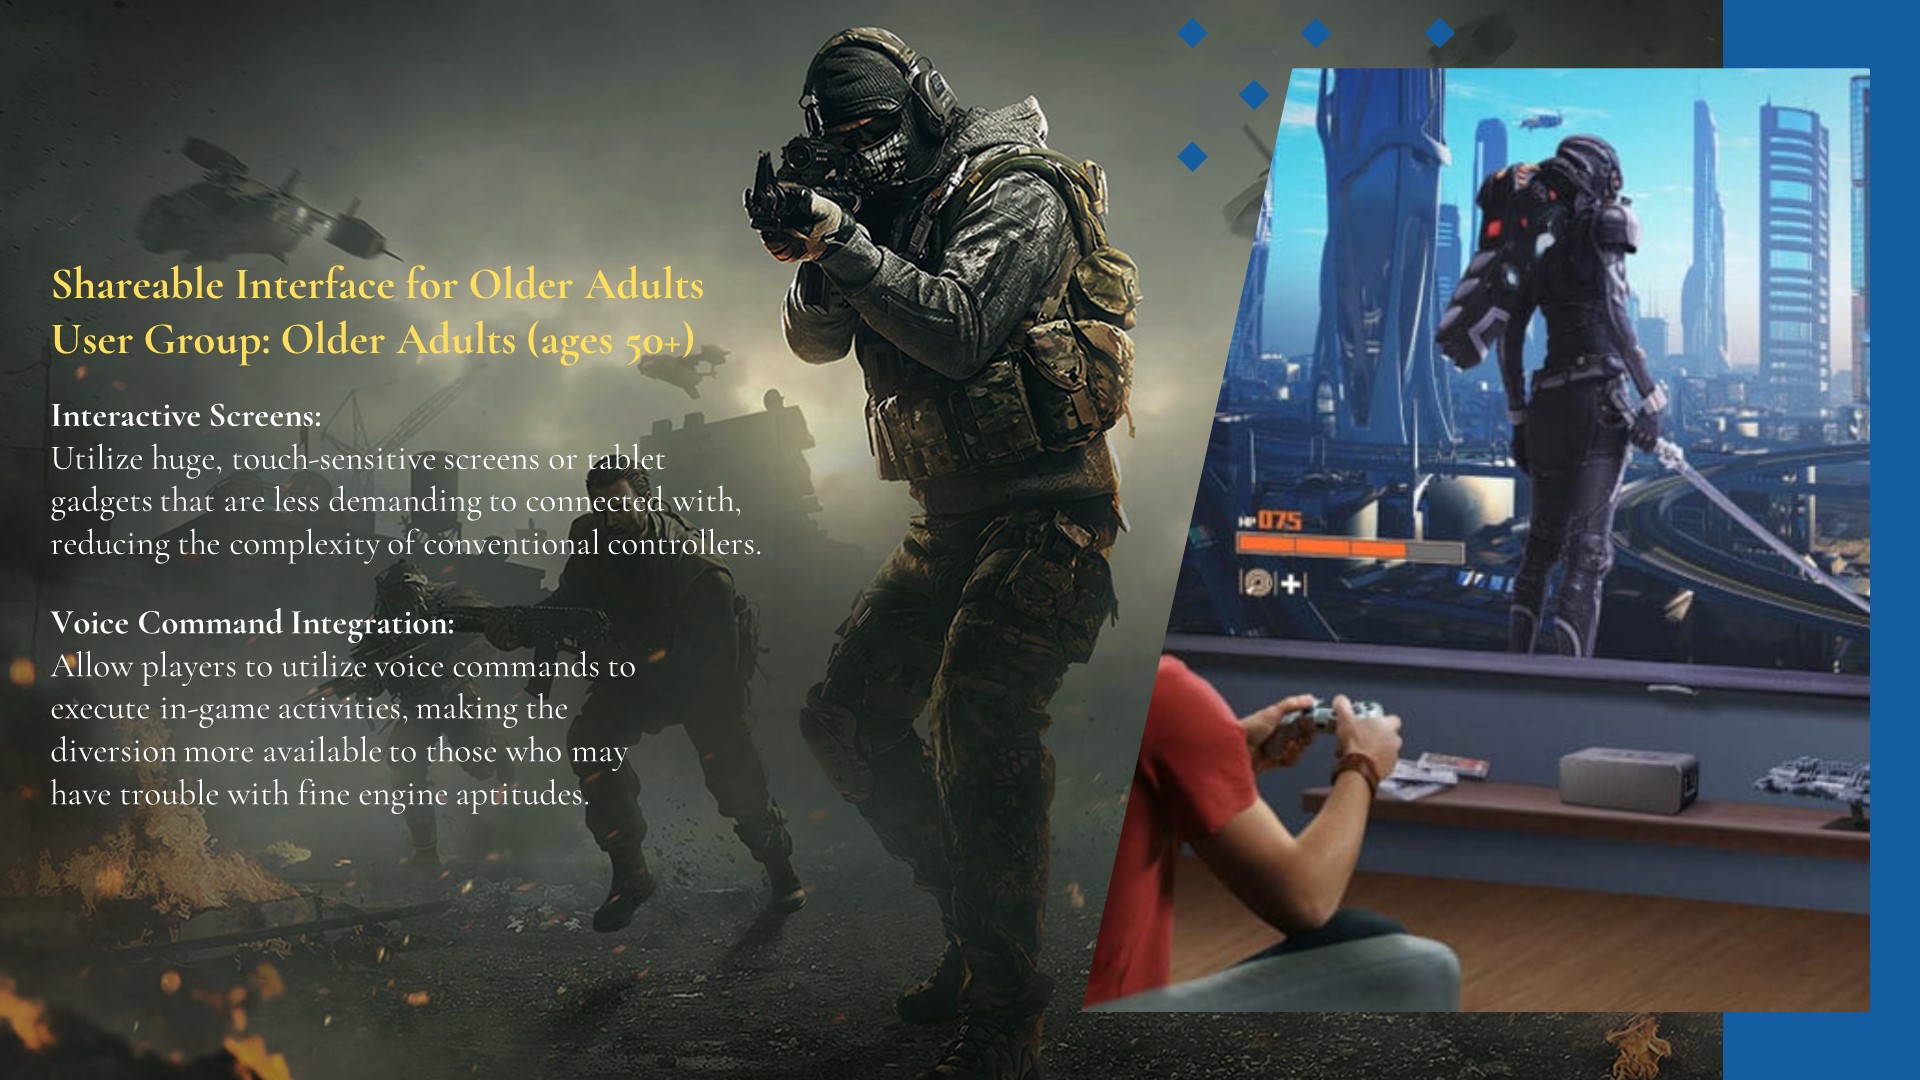 Shareable Interface for Older Adults
User Group: Older Adults (ages 50+)
Interactive Screens:
Utilize huge, touch-sensitive screens or tablet
gadgets that are less demanding to connected with,
reducing the complexity of conventional controllers.
Voice Command Integration:
Allow players to utilize voice commands to
execute in-game activities, making the
diversion more available to those who may
have trouble with fine engine aptitudes.
HP 075